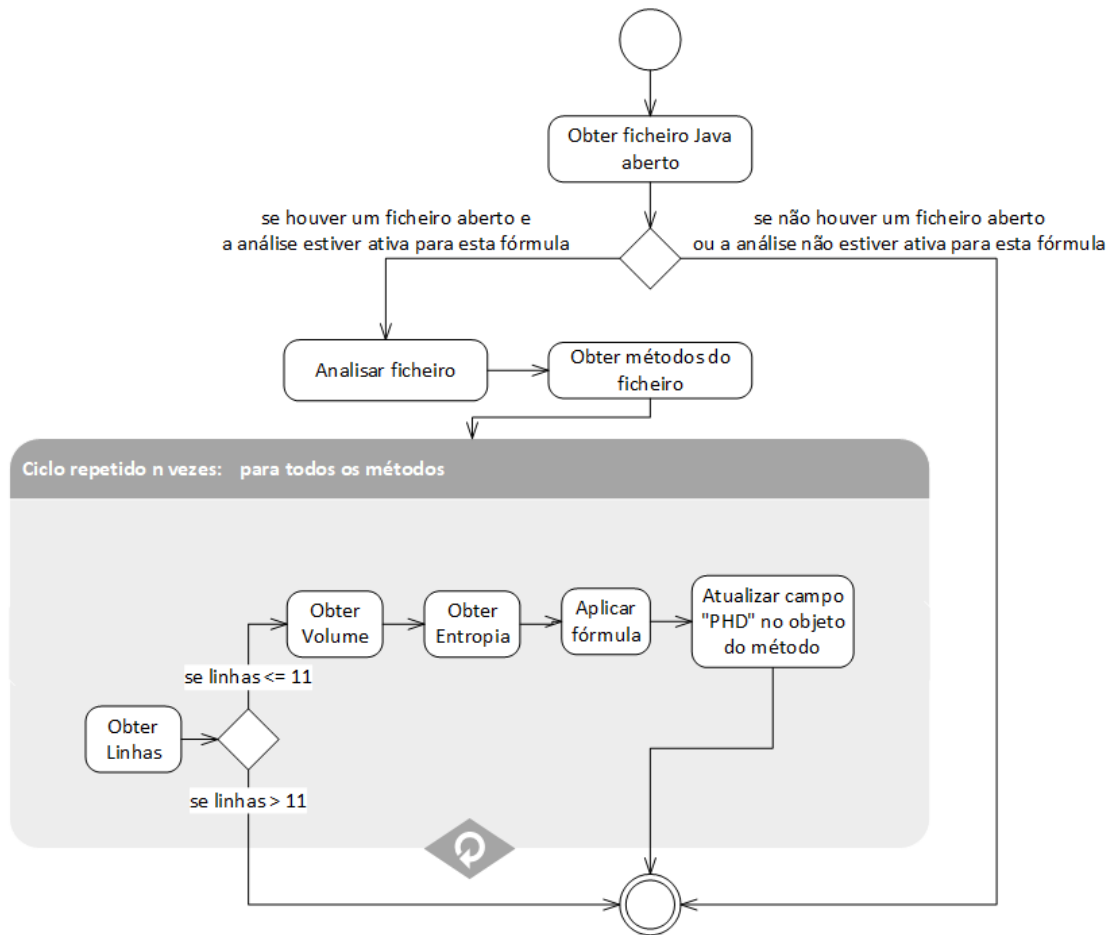 Obter ficheiro Java
aberto
se houver um ficheiro aberto e
a análise estiver ativa para esta fórmula
se não houver um ficheiro aberto
ou a análise não estiver ativa para esta fórmula
Analisar ficheiro
Obter métodos do
ficheiro
Ciclo repetido n vezes: para todos os métodos
Obter
Volume
Obter
Entropia
Aplicar
fórmula
Atualizar campo
"PHD" no objeto
do método
se linhas <= 11
Obter
Linhas
se linhas > 11